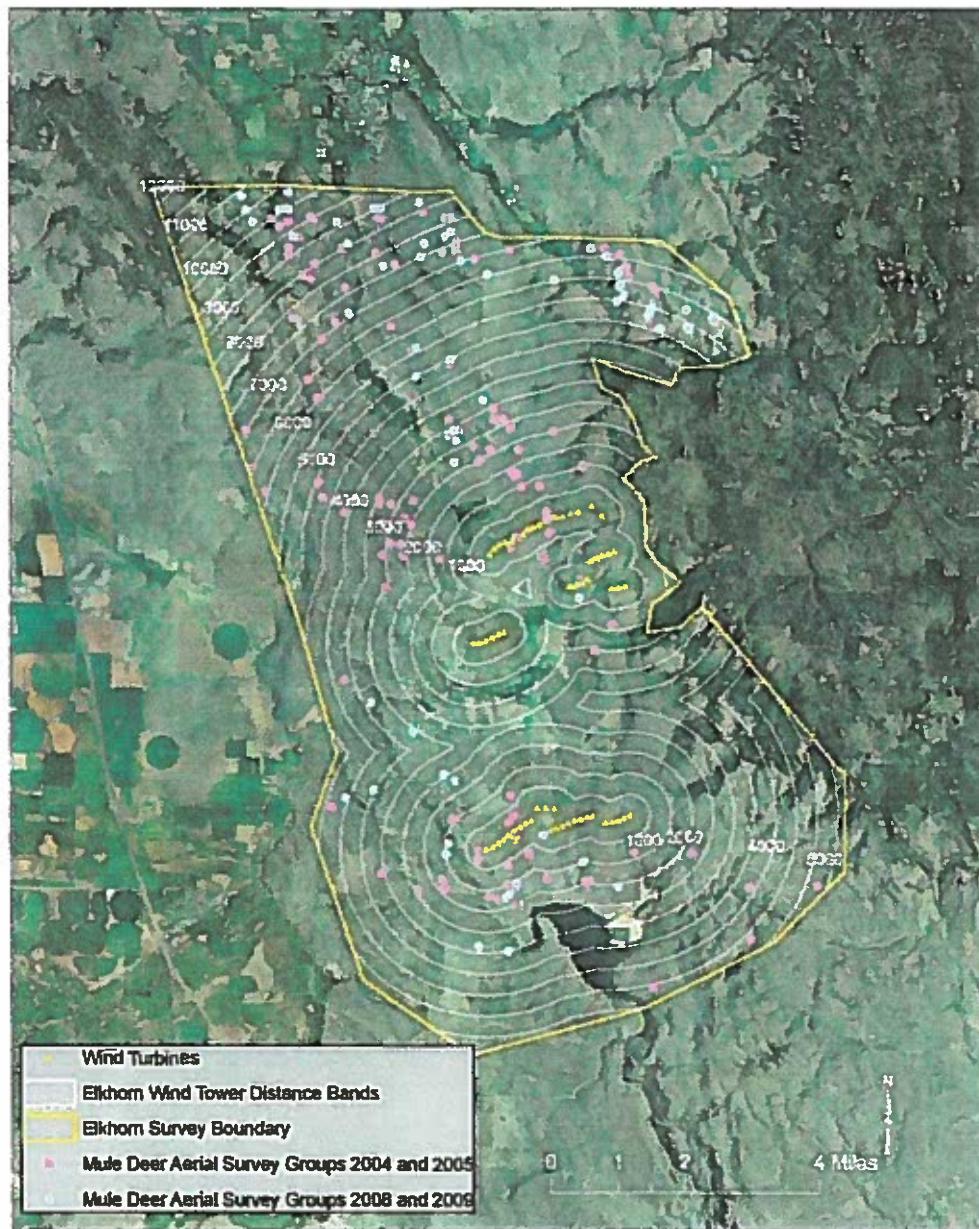 11000
10000
9000
7000
6000
5000
3000
2000
1000
1000 2000
4000
6000
Wind Turbines
Elkhorn Wind Tower Distance Bands
Elkhorn Survey Boundary
Mule Deer Aerial Survey Groups 2004 and 2005
Mule Deer Aerial Survey Groups 2008 and 2009
0 1 2 4 Miles